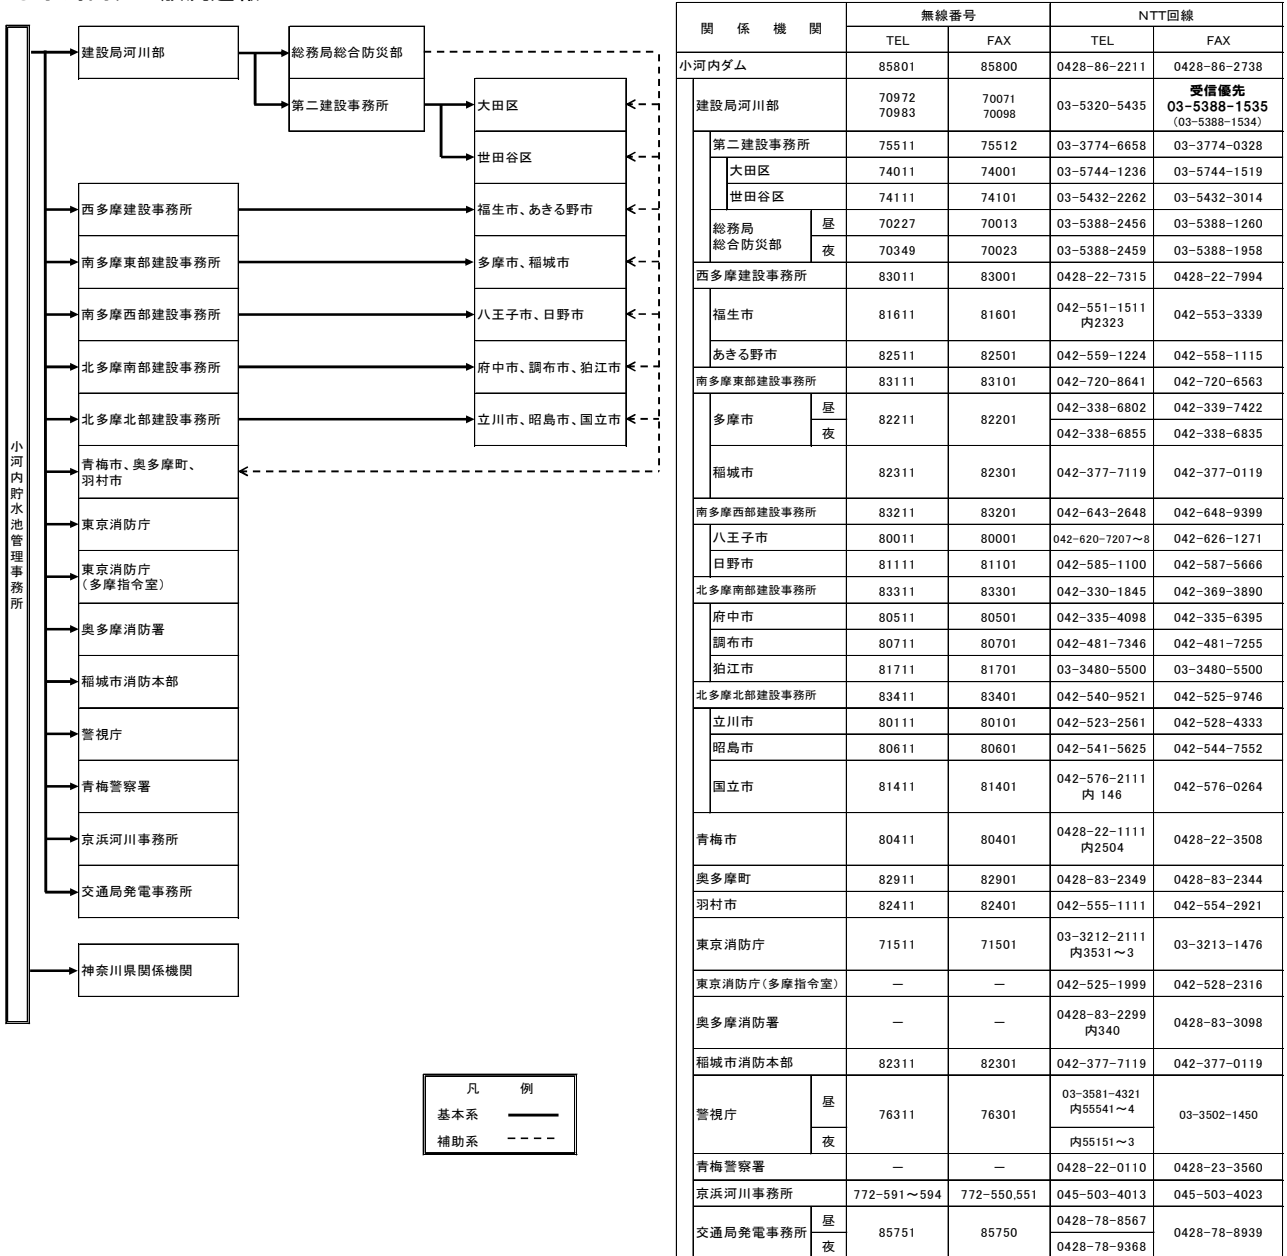 小河内貯水池管理事務所
建設局河川部
総務局総合防災部
第二建設事務所
大田区
世田谷区
西多摩建設事務所
福生市、あきる野市
南多摩東部建設事務所
多摩市、稲城市
南多摩西部建設事務所
八王子市、日野市
北多摩南部建設事務所
府中市、調布市、狛江市
北多摩北部建設事務所
立川市、昭島市、国立市
青梅市、奥多摩町、
羽村市
東京消防庁
東京消防庁
（多摩指令室）
奥多摩消防署
稲城市消防本部
警視庁
青梅警察署
京浜河川事務所
交通局発電事務所
神奈川県関係機関
凡 例
基本系
補助系
関 係 機 関 無線番号 NTT回線
TEL FAX TEL FAX
小河内ダム 85801 85800 0428-86-2211 0428-86-2738
建設局河川部 70972 70983 70071 70098 03-5320-5435 受信優先 03-5388-1535 (03-5388-1534)
第二建設事務所 75511 75512 03-3774-6658 03-3774-0328
大田区 74011 74001 03-5744-1236 03-5744-1519
世田谷区 74111 74101 03-5432-2262 03-5432-3014
総務局 総合防災部 昼 70227 70013 03-5388-2456 03-5388-1260
夜 70349 70023 03-5388-2459 03-5388-1958
西多摩建設事務所 83011 83001 0428-22-7315 0428-22-7994
福生市 81611 81601 042-551-1511 内2323 042-553-3339
あきる野市 82511 82501 042-559-1224 042-558-1115
南多摩東部建設事務所 83111 83101 042-720-8641 042-720-6563
多摩市 昼 82211 82201 042-338-6802 042-339-7422
夜 042-338-6855 042-338-6835
稲城市 82311 82301 042-377-7119 042-377-0119
南多摩西部建設事務所 83211 83201 042-643-2648 042-648-9399
八王子市 80011 80001 042-620-7207～8 042-626-1271
日野市 81111 81101 042-585-1100 042-587-5666
北多摩南部建設事務所 83311 83301 042-330-1845 042-369-3890
府中市 80511 80501 042-335-4098 042-335-6395
調布市 80711 80701 042-481-7346 042-481-7255
狛江市 81711 81701 03-3480-5500 03-3480-5500
北多摩北部建設事務所 83411 83401 042-540-9521 042-525-9746
立川市 80111 80101 042-523-2561 042-528-4333
昭島市 80611 80601 042-541-5625 042-544-7552
国立市 81411 81401 042-576-2111 内 146 042-576-0264
青梅市 80411 80401 0428-22-1111 内2504 0428-22-3508
奥多摩町 82911 82901 0428-83-2349 0428-83-2344
羽村市 82411 82401 042-555-1111 042-554-2921
東京消防庁 71511 71501 03-3212-2111 内3531～3 03-3213-1476
東京消防庁（多摩指令室） － － 042-525-1999 042-528-2316
奥多摩消防署 － － 0428-83-2299 内340 0428-83-3098
稲城市消防本部 82311 82301 042-377-7119 042-377-0119
警視庁 昼 76311 76301 03-3581-4321 内55541～4 03-3502-1450
夜 内55151～3
青梅警察署 － － 0428-22-0110 0428-23-3560
京浜河川事務所 772-591～594 772-550,551 045-503-4013 045-503-4023
交通局発電事務所 昼 85751 85750 0428-78-8567 0428-78-8939
夜 0428-78-9368